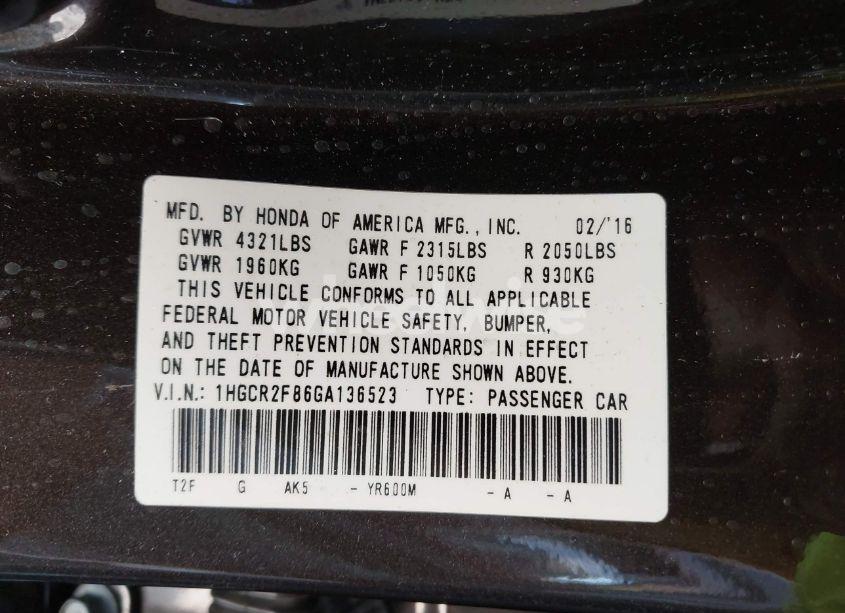 MFD. BY HONDA OF AMERICA MFG., INC. 02/'16
GVWR 4321LBS GAWR F 2315LBS R 2050LBS
GVWR 1960KG GAWR F 1050KG R 930KG
THIS VEHICLE CONFORMS TO ALL APPLICABLE
FEDERAL MOTOR VEHICLE SAFETY, BUMPER,
AND THEFT PREVENTION STANDARDS IN EFFECT
ON THE DATE OF MANUFACTURE SHOWN ABOVE.
V.I.N.: 1HGCR2F86GA136523 TYPE: PASSENGER CAR
T2F G AK5 - YR600M - A - A